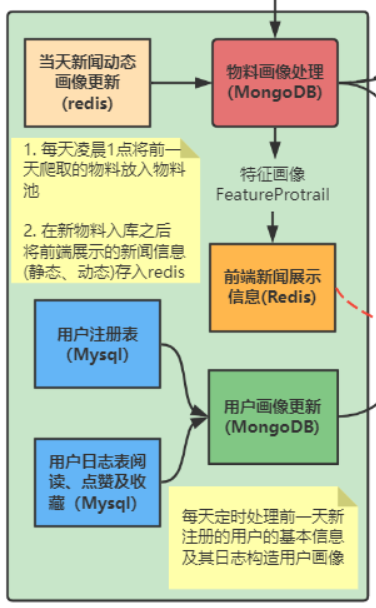 当天新闻动态
画像更新
(redis)
物料画像处理
(MongoDB)
1. 每天凌晨1点将前一
天爬取的物料放入物料
池
2. 在新物料入库之后
将前端展示的新闻信息
(静态、动态)存入redis
特征画像
FeatureProtrail
前端新闻展示
信息(Redis)
用户注册表
(Mysql)
用户画像更新
(MongoDB)
用户日志表阅
读、点赞及收
藏 (Mysql)
每天定时处理前一天新
注册的用户的基本信息
及其日志构造用户画像